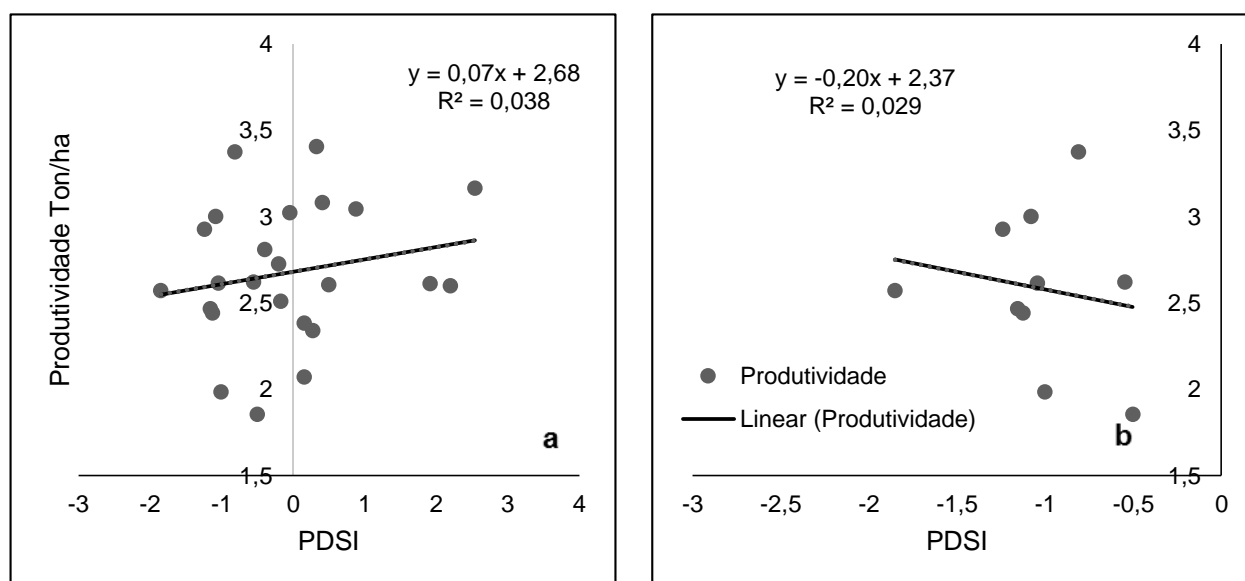 4
y = 0,07x + 2,68
R² = 0,038
3,5
3
2,5
2
1,5
Produtividade Ton/ha
a
-3 -2 -1 0 1 2 3 4
PDSI
4
y = -0,20x + 2,37
R² = 0,029
3,5
3
2,5
2
1,5
Produtividade
Linear (Produtividade)
b
-3 -2,5 -2 -1,5 -1 -0,5 0
PDSI